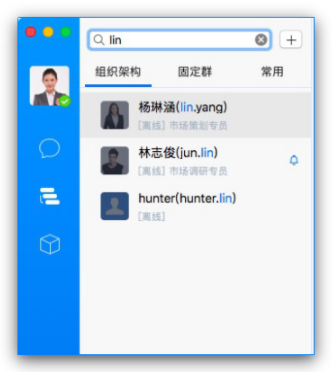 lin
组织架构 固定群 常用
杨琳涵(lin.yang)
[离线] 市场策划专员
林志俊(jun.lin)
[离线] 市场调研专员
hunter(hunter.lin)
[离线]